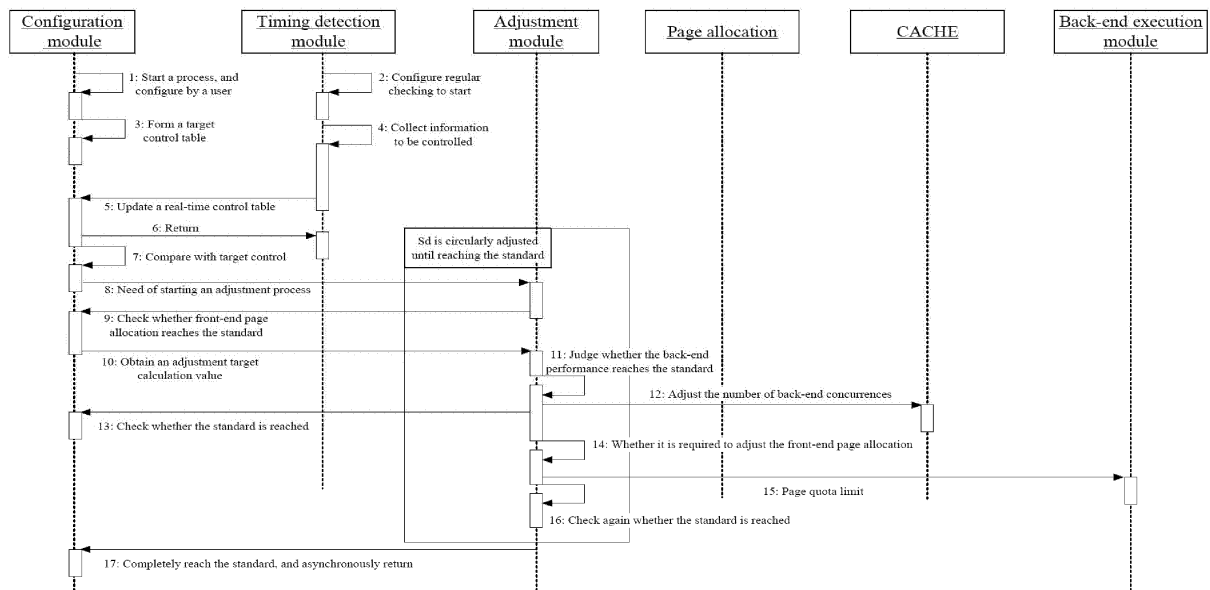 Configuration
module
Timing detection
module
Adjustment
module
Page allocation
CACHE
Back-end execution
module
1: Start a process, and
configure by a user
2: Configure regular
checking to start
3: Form a target
control table
4: Collect information
to be controlled
5: Update a real-time control table
6: Return
Sd is circularly adjusted
until reaching the standard
7: Compare with target control
8: Need of starting an adjustment process
9: Check whether front-end page
allocation reaches the standard
10: Obtain an adjustment target
calculation value
11: Judge whether the back-end
performance reaches the standard
12: Adjust the number of back-end concurrences
13: Check whether the standard is reached
14: Whether it is required to adjust the front-end page allocation
15: Page quota limit
16: Check again whether the standard is reached
17: Completely reach the standard, and asynchronously return